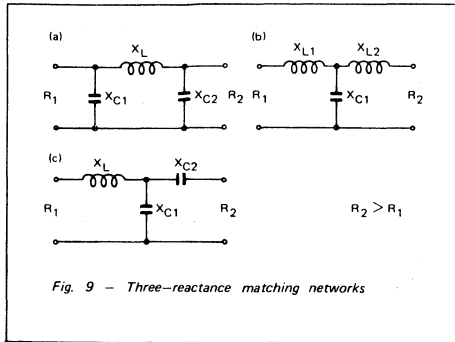 (a)
X_L
R_1
X_C1
X_C2
R_2
(b)
X_L1
X_L2
R_1
X_C1
R_2
(c)
X_L
X_C2
R_1
X_C1
R_2
R_2 > R_1
Fig. 9 — Three—reactance matching networks